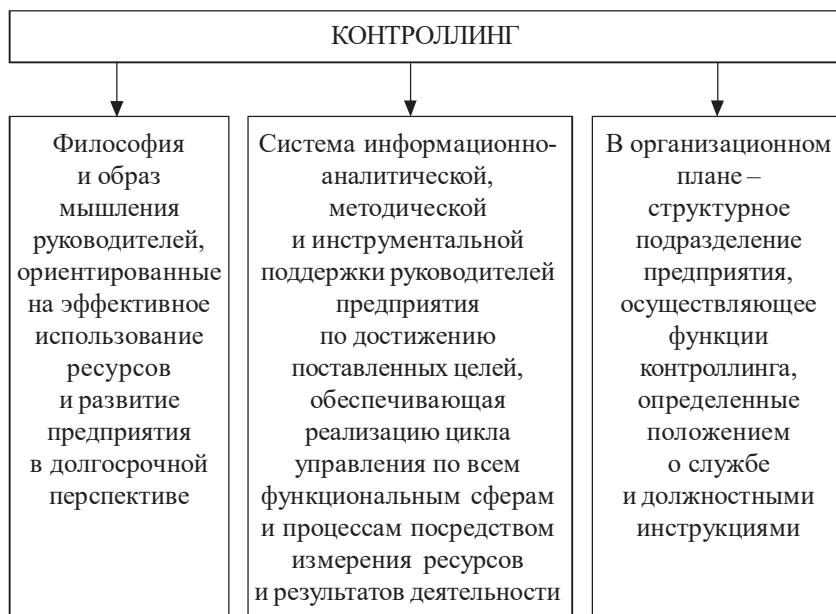 КОНТРОЛЛИНГ
Философия
и образ
мышления
руководителей,
ориентированные
на эффективное
использование
ресурсов
и развитие
предприятия
в долгосрочной
перспективе
Система информационно-
аналитической,
методической
и инструментальной
поддержки руководителей
предприятия
по достижению
поставленных целей,
обеспечивающая
реализацию цикла
управления по всем
функциональным сферам
и процессам посредством
измерения ресурсов
и результатов деятельности
В организационном
плане –
структурное
подразделение
предприятия,
осуществляющее
функции
контроллинга,
определенные
положением
о службе
и должностными
инструкциями